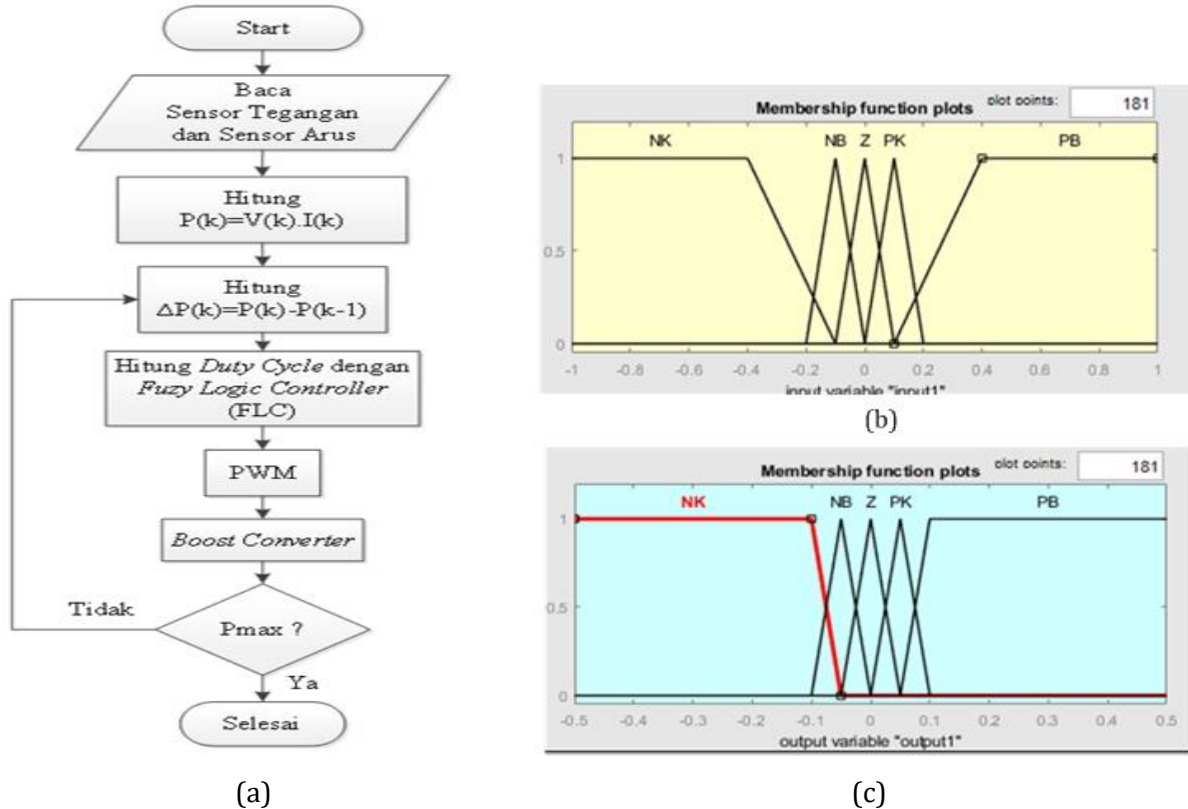 Start
Baca
Sensor Tegangan
dan Sensor Arus
Hitung
P(k)=V(k).I(k)
Hitung
ΔP(k)=P(k)-P(k-1)
Hitung Duty Cycle dengan
Fuzy Logic Controller
(FLC)
PWM
Boost Converter
Pmax ?
Tidak
Ya
Selesai
(a)
Membership function plots
plot points:
181
NK NB Z PK PB
1
0.5
0
-1 -0.8 -0.6 -0.4 -0.2 0 0.2 0.4 0.6 0.8 1
input variable "input1"
(b)
Membership function plots
plot points:
181
NK NB Z PK PB
1
0.5
0
-0.5 -0.4 -0.3 -0.2 -0.1 0 0.1 0.2 0.3 0.4 0.5
output variable "output1"
(c)